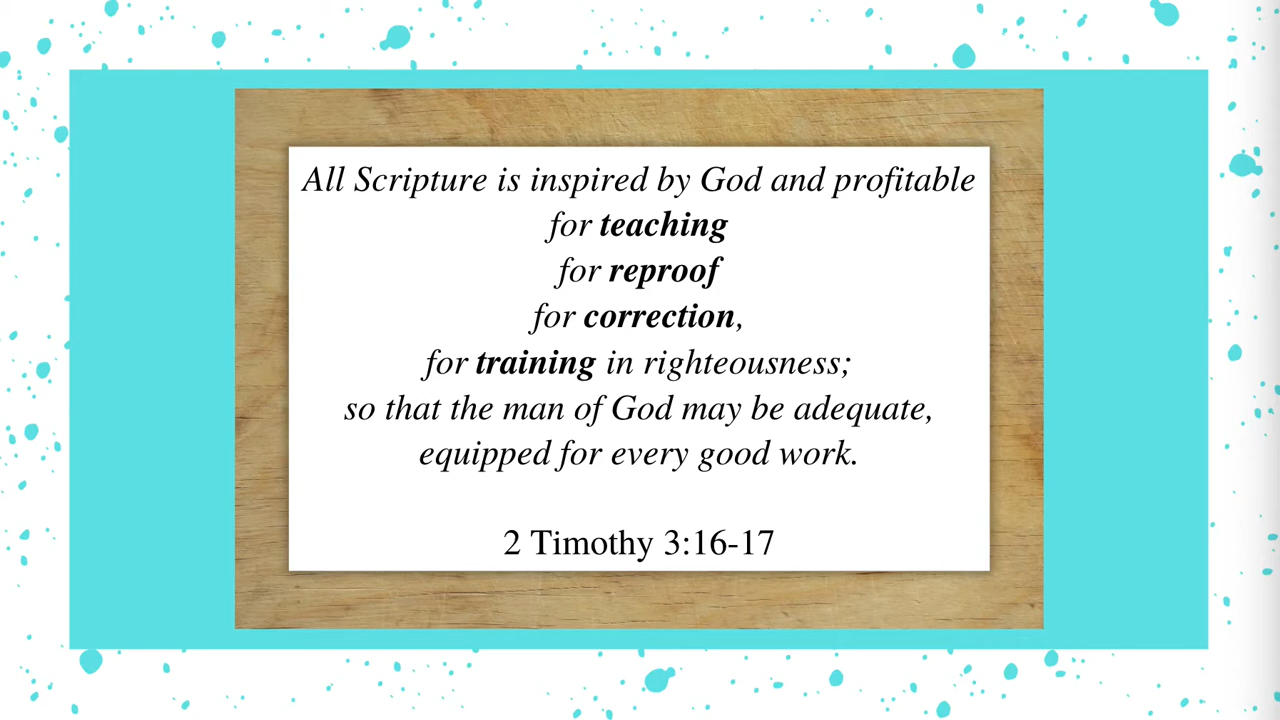 All Scripture is inspired by God and profitable
for teaching
for reproof
for correction,
for training in righteousness;
so that the man of God may be adequate,
equipped for every good work.
2 Timothy 3:16-17